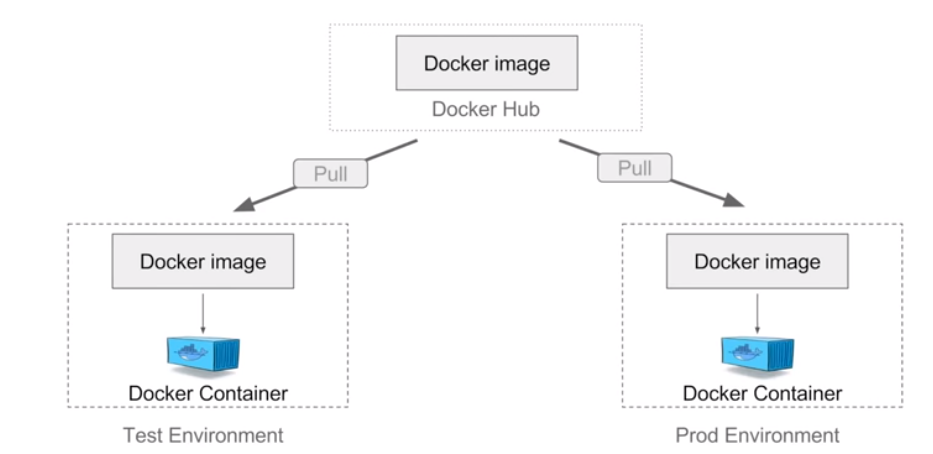 Docker image
Docker Hub
Pull
Pull
Docker image
Docker Container
Test Environment
Docker image
Docker Container
Prod Environment